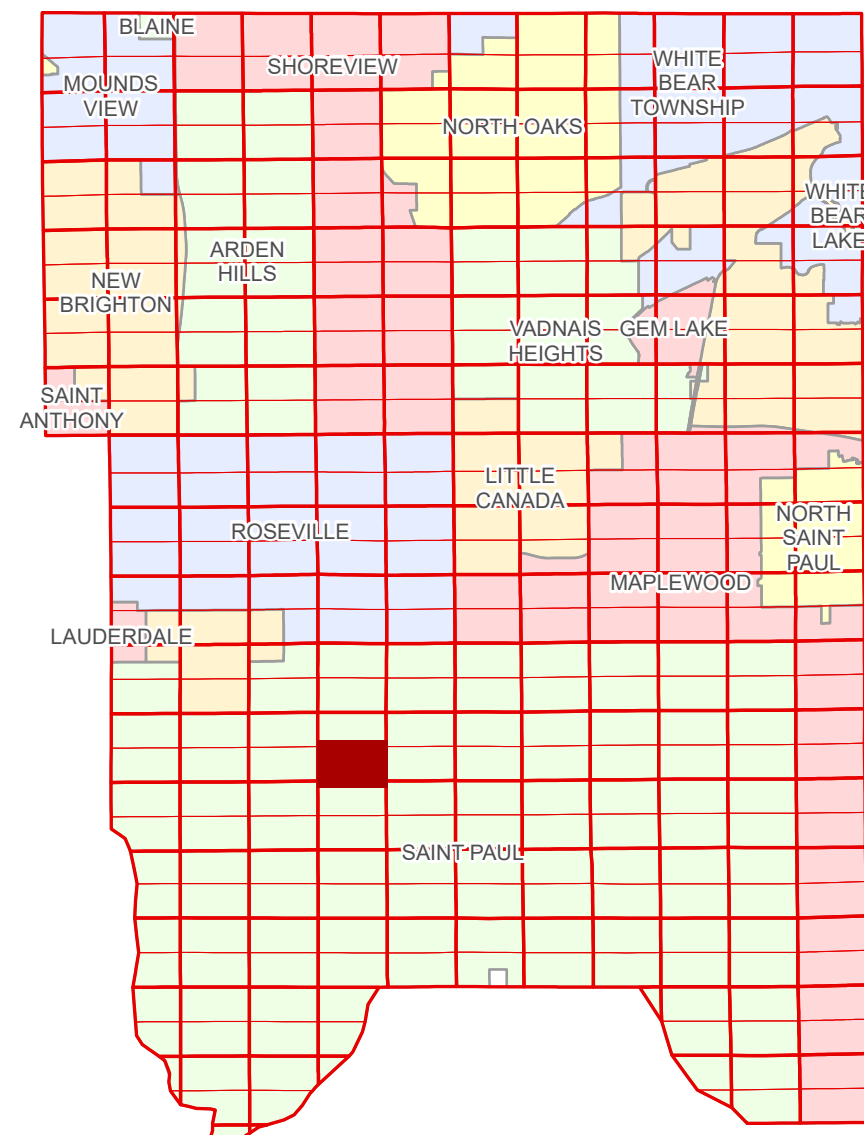 BLAINE
SHOREVIEW
WHITE
BEAR
TOWNSHIP
MOUNDS
VIEW
NORTH OAKS
WHITE
BEAR
LAKE
ARDEN
HILLS
NEW
BRIGHTON
VADNAIS
HEIGHTS
GEM LAKE
SAINT
ANTHONY
LITTLE
CANADA
NORTH
SAINT
PAUL
ROSEVILLE
MAPLEWOOD
LAUDERDALE
SAINT PAUL